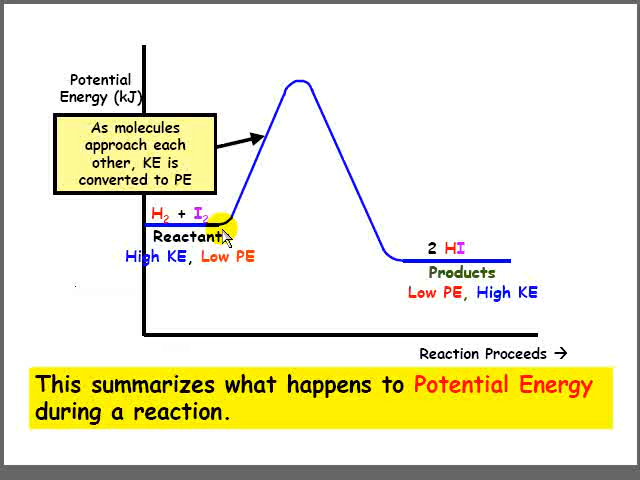 Potential
Energy (kJ)
As molecules
approach each
other, KE is
converted to PE
H₂ + I₂
Reactant
High KE, Low PE
2 HI
Products
Low PE, High KE
Reaction Proceeds →
This summarizes what happens to Potential Energy
during a reaction.